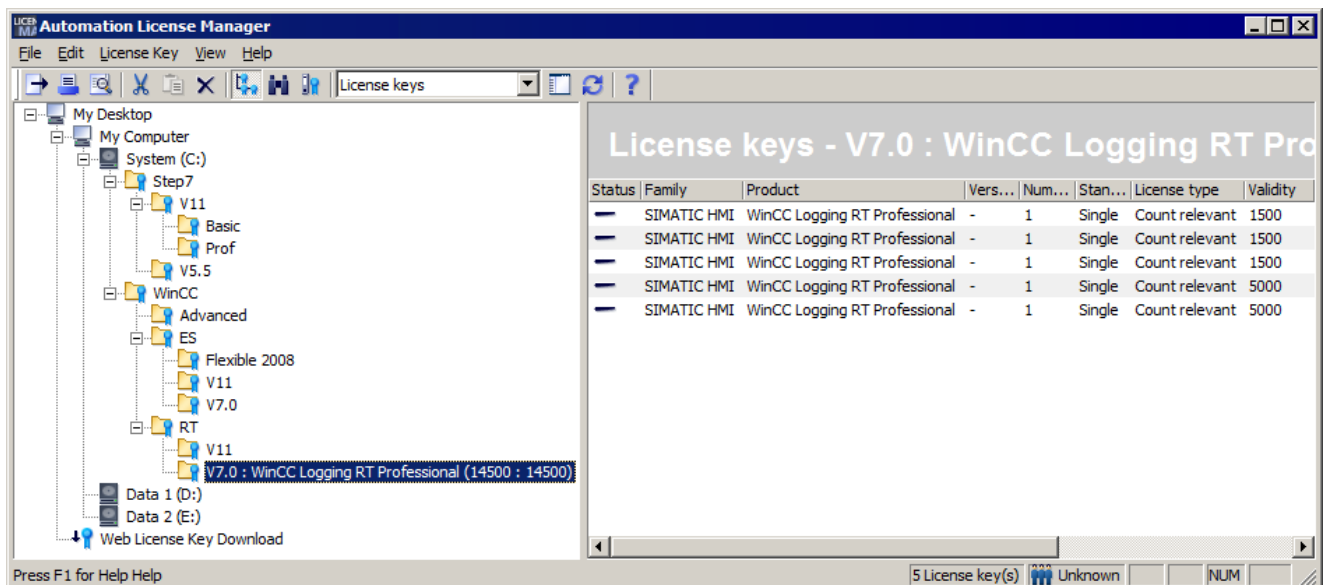 Automation License Manager
File Edit License Key View Help
License keys
My Desktop
My Computer
System (C:)
Step7
V11
Basic
Prof
V5.5
WinCC
Advanced
ES
Flexible 2008
V11
V7.0
RT
V11
V7.0 : WinCC Logging RT Professional (14500 : 14500)
Data 1 (D:)
Data 2 (E:)
Web License Key Download
License keys - V7.0 : WinCC Logging RT Pro
Status Family Product Vers... Num... Stan... License type Validity
SIMATIC HMI WinCC Logging RT Professional - 1 Single Count relevant 1500
SIMATIC HMI WinCC Logging RT Professional - 1 Single Count relevant 1500
SIMATIC HMI WinCC Logging RT Professional - 1 Single Count relevant 1500
SIMATIC HMI WinCC Logging RT Professional - 1 Single Count relevant 5000
SIMATIC HMI WinCC Logging RT Professional - 1 Single Count relevant 5000
Press F1 for Help Help 5 License key(s) Unknown NUM